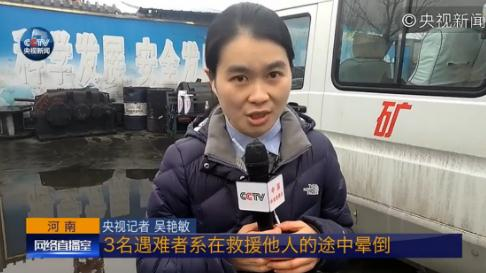 ©央视新闻
CCTV
央视新闻
科学发展 安全发
矿
CCTV
河南
央视记者 吴艳敏
网络直播室
3名遇难者系在救援他人的途中晕倒